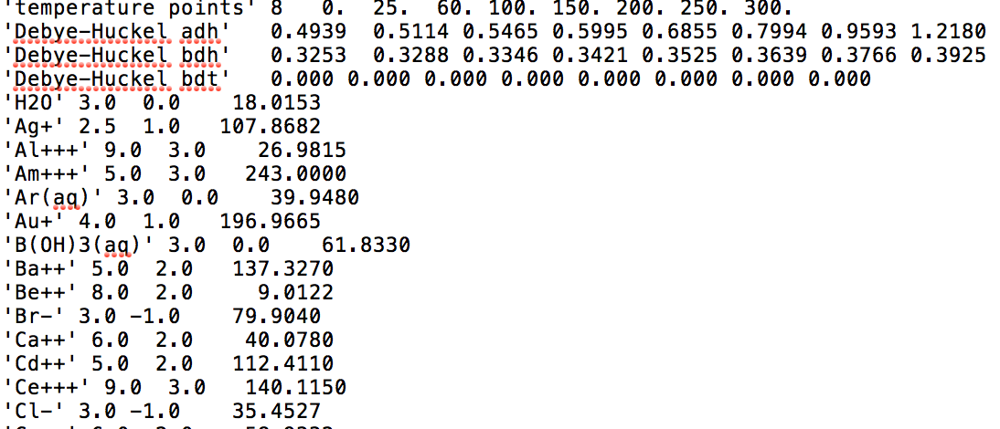 'temperature points' 8   0.   25.   60. 100. 150. 200. 250. 300.
'Debye-Huckel adh'   0.4939  0.5114 0.5465 0.5995 0.6855 0.7994 0.9593 1.2180
'Debye-Huckel bdh'   0.3253  0.3288 0.3346 0.3421 0.3525 0.3639 0.3766 0.3925
'Debye-Huckel bdt'   0.000 0.000 0.000 0.000 0.000 0.000 0.000 0.000
'H2O' 3.0  0.0    18.0153
'Ag+' 2.5  1.0   107.8682
'Al+++' 9.0  3.0    26.9815
'Am+++' 5.0  3.0   243.0000
'Ar(aq)' 3.0  0.0    39.9480
'Au+' 4.0  1.0   196.9665
'B(OH)3(aq)' 3.0  0.0    61.8330
'Ba++' 5.0  2.0   137.3270
'Be++' 8.0  2.0     9.0122
'Br-' 3.0 -1.0    79.9040
'Ca++' 6.0  2.0    40.0780
'Cd++' 5.0  2.0   112.4110
'Ce+++' 9.0  3.0   140.1150
'Cl-' 3.0 -1.0    35.4527